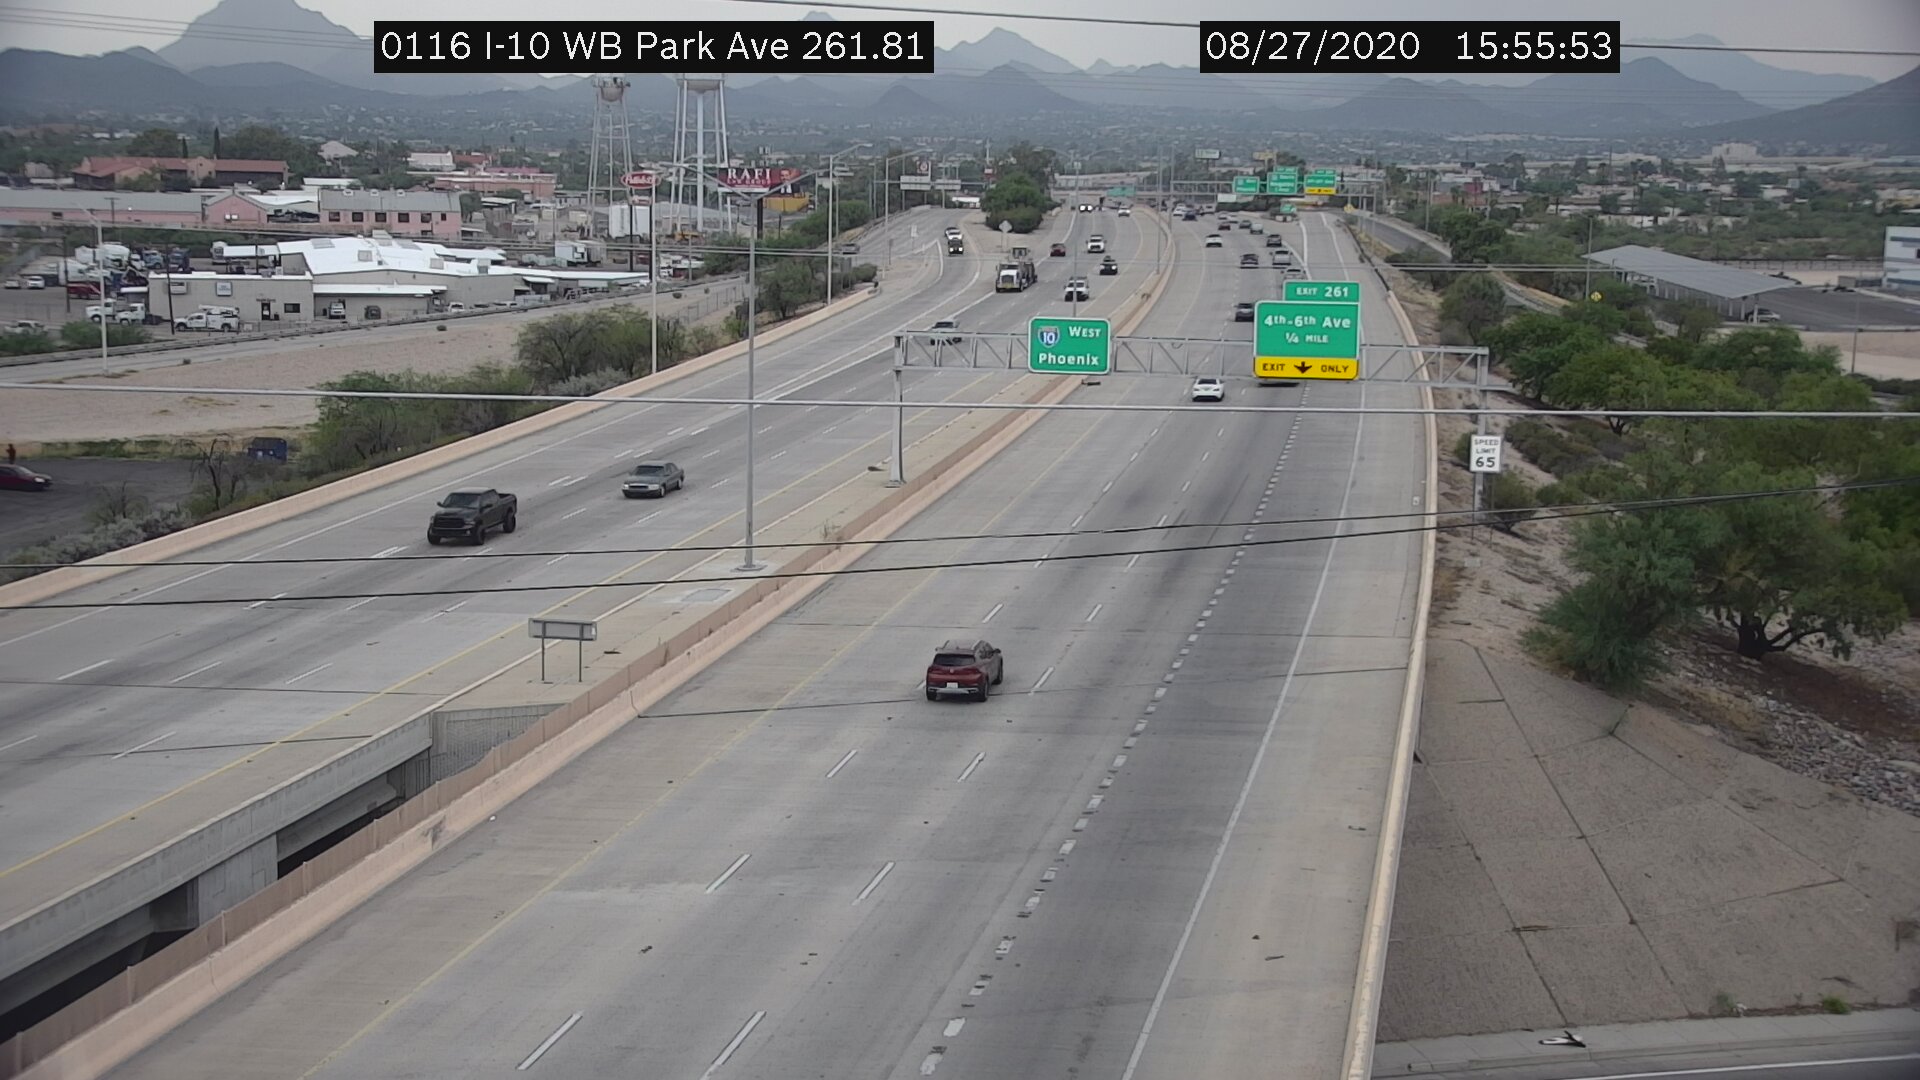 0116 I-10 WB Park Ave 261.81
08/27/2020 15:55:53
RAFI
EXIT 261
4th-6th Ave
1/4 MILE
EXIT ONLY
10 WEST
Phoenix
SPEED
LIMIT
65